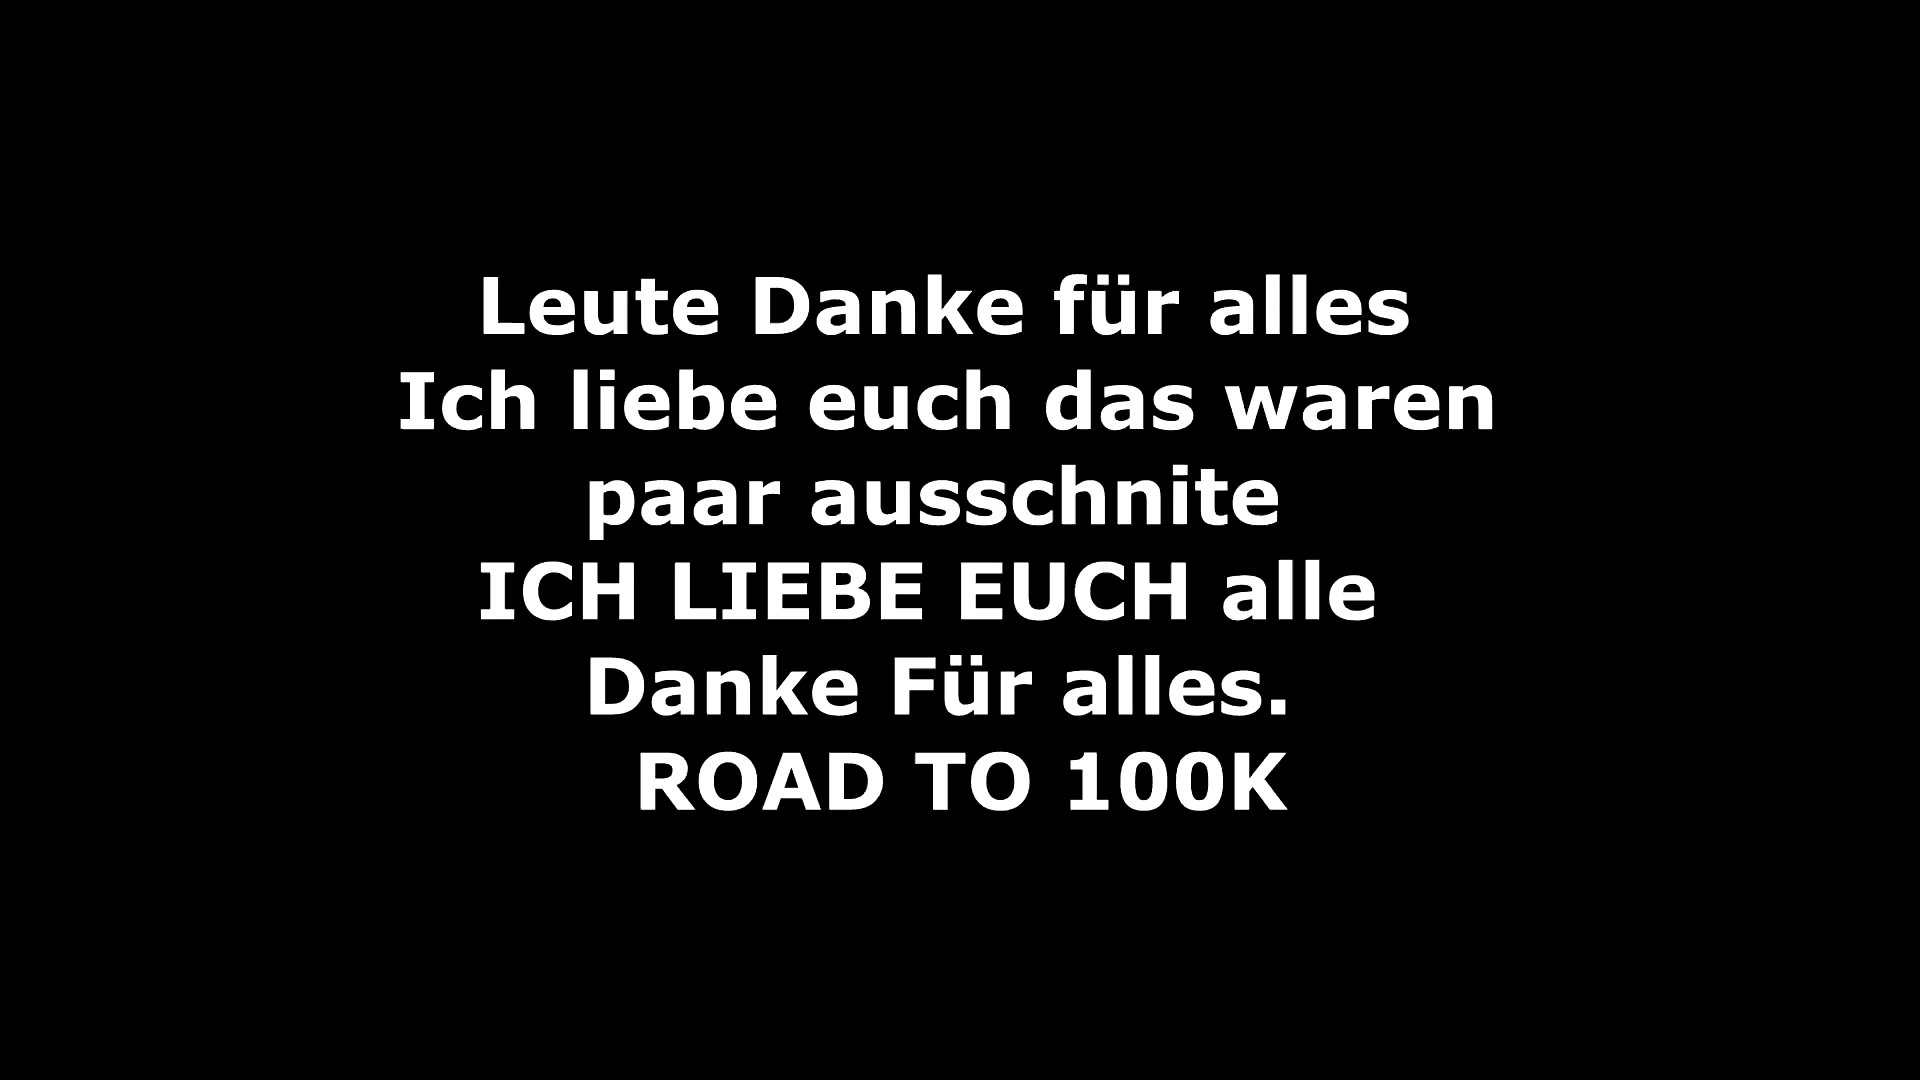 Leute Danke für alles
Ich liebe euch das waren
paar ausschnite
ICH LIEBE EUCH alle
Danke Für alles.
ROAD TO 100K